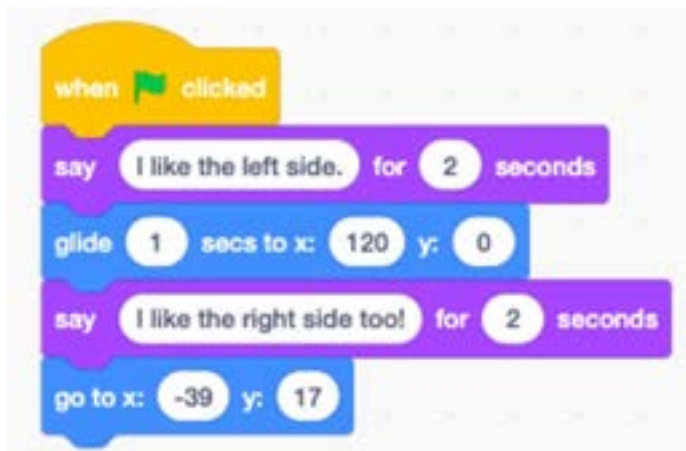 when clicked
say I like the left side. for 2 seconds
glide 1 secs to x: 120 y: 0
say I like the right side too! for 2 seconds
go to x: -39 y: 17